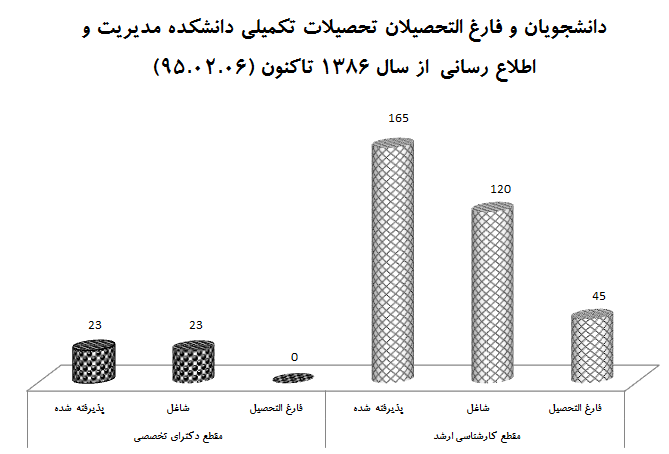 دانشجویان و فارغ التحصیلان تحصیلات تکمیلی دانشکده مدیریت و
اطلاع رسانی از سال ۱۳۸۶ تاکنون (۹۵.۰۲.۰۶)
165
120
45
23
23
0
پذیرفته شده
شاغل
فارغ التحصیل
پذیرفته شده
شاغل
فارغ التحصیل
مقطع دکترای تخصصی
مقطع کارشناسی ارشد